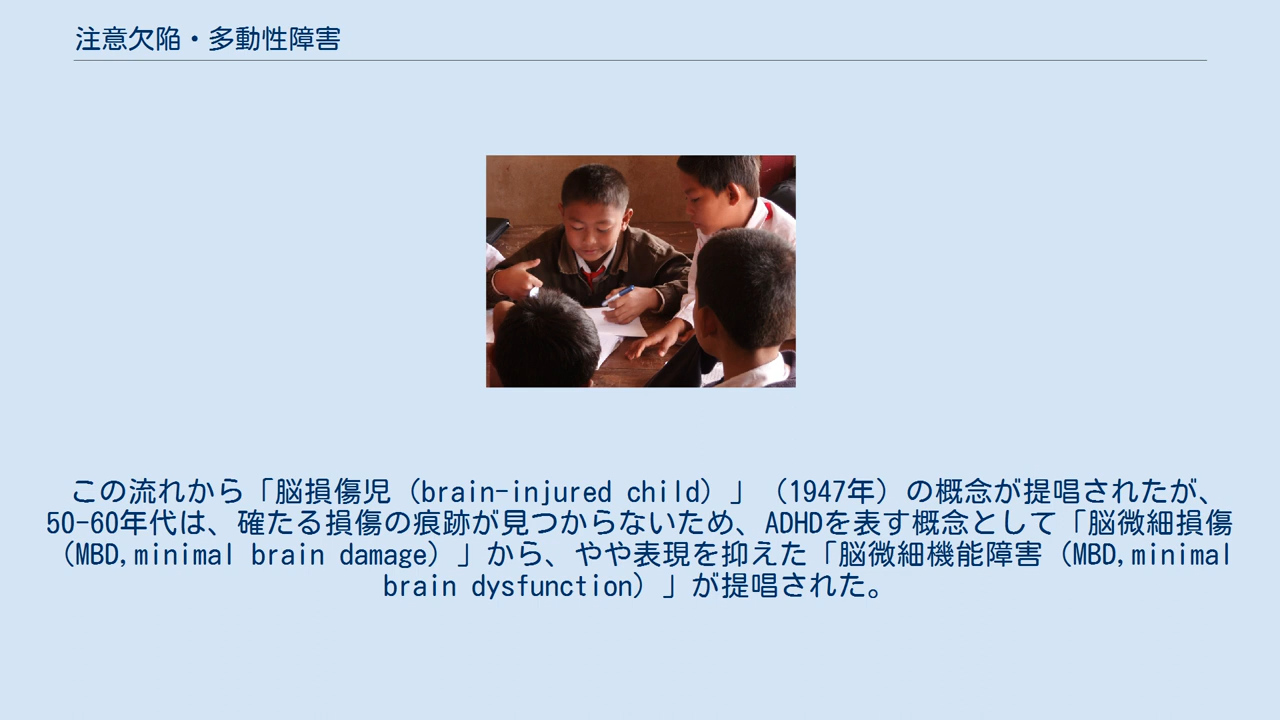 注意欠陥・多動性障害
この流れから「脳損傷児（brain-injured child）」（1947年）の概念が提唱されたが、
50-60年代は、確たる損傷の痕跡が見つからないため、ADHDを表す概念として「脳微細損傷
（MBD,minimal brain damage）」から、やや表現を抑えた「脳微細機能障害（MBD,minimal
brain dysfunction）」が提唱された。